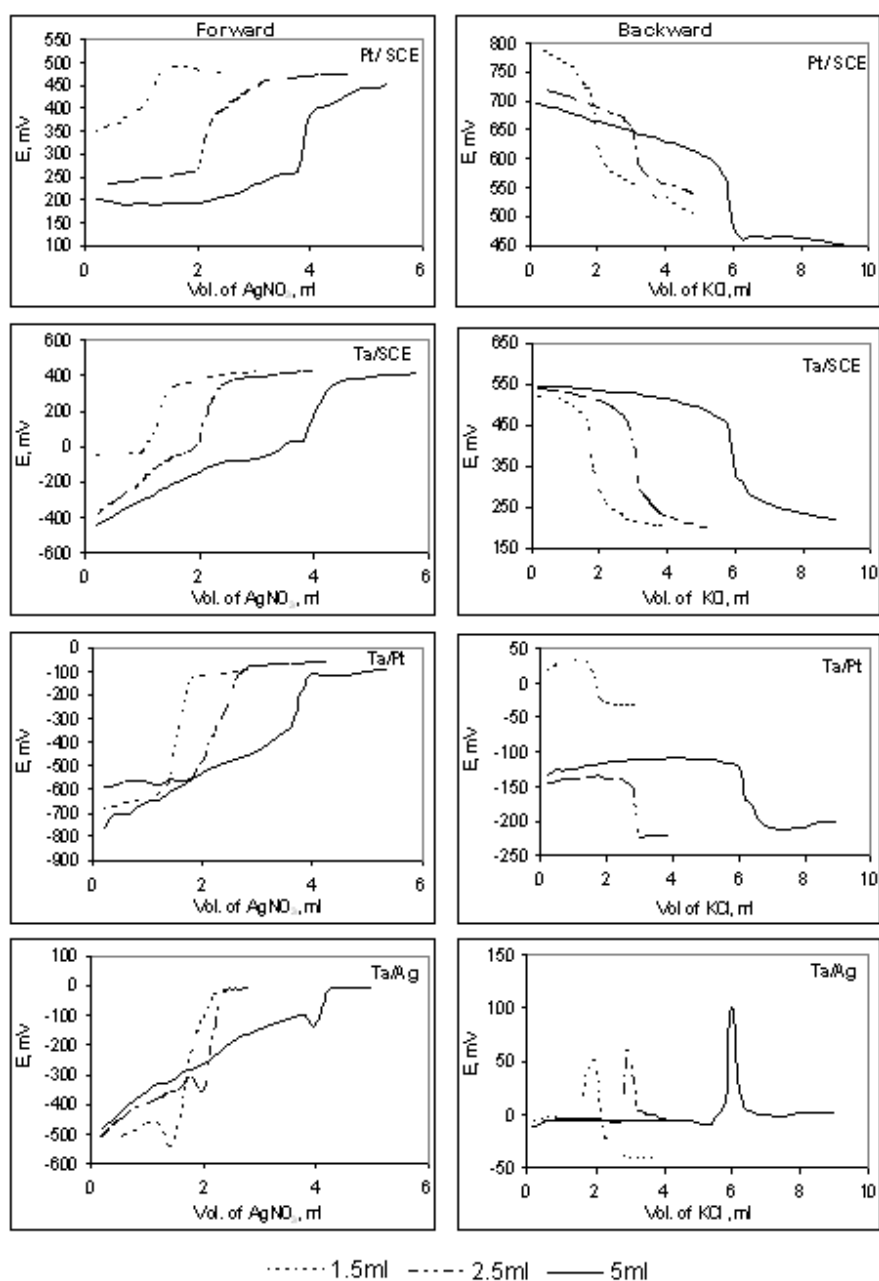 Forward
Pt/ SCE
E, mV
550
500
450
400
350
300
250
200
150
100
0 2 4 6
Vol. of AgNO₃, ml
Backward
Pt/ SCE
E, mV
800
750
700
650
600
550
500
450
0 2 4 6 8 10
Vol. of KCl, ml
Ta/SCE
E, mV
600
400
200
0
-200
-400
-600
0 2 4 6
Vol. of AgNO₃, ml
Ta/SCE
E, mV
650
550
450
350
250
150
0 2 4 6 8 10
Vol. of KCl, ml
Ta/Pt
E, mV
0
-100
-200
-300
-400
-500
-600
-700
-800
-900
0 2 4 6
Vol. of AgNO₃, ml
Ta/Pt
E, mV
50
0
-50
-100
-150
-200
-250
0 2 4 6 8 10
Vol of KCl, ml
Ta/Ag
E, mV
100
0
-100
-200
-300
-400
-500
-600
0 2 4 6
Vol. of AgNO₃, ml
Ta/Ag
E, mV
150
100
50
0
-50
0 2 4 6 8 10
Vol. of KCl, ml
1.5ml 2.5ml 5ml